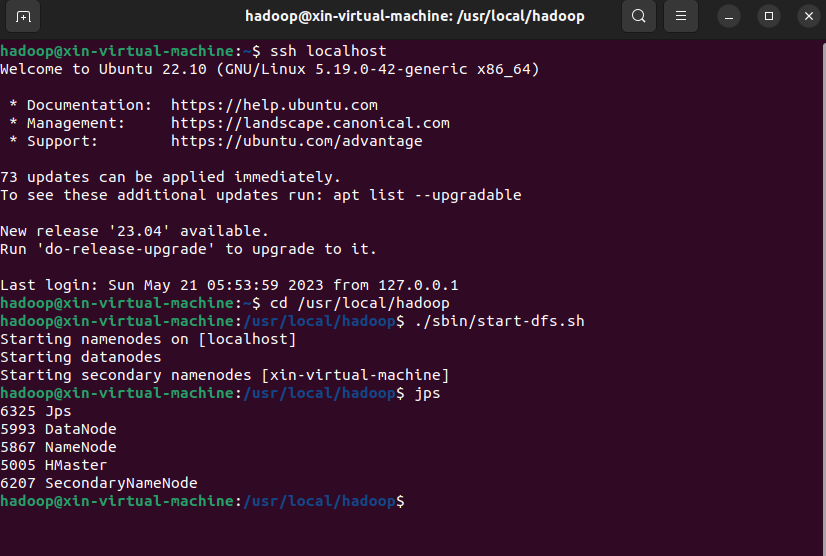 hadoop@xin-virtual-machine: /usr/local/hadoop
hadoop@xin-virtual-machine:~$ ssh localhost
Welcome to Ubuntu 22.10 (GNU/Linux 5.19.0-42-generic x86_64)
 * Documentation:  https://help.ubuntu.com
 * Management:     https://landscape.canonical.com
 * Support:        https://ubuntu.com/advantage
73 updates can be applied immediately.
To see these additional updates run: apt list --upgradable
New release '23.04' available.
Run 'do-release-upgrade' to upgrade to it.
Last login: Sun May 21 05:53:59 2023 from 127.0.0.1
hadoop@xin-virtual-machine:~$ cd /usr/local/hadoop
hadoop@xin-virtual-machine:/usr/local/hadoop$ ./sbin/start-dfs.sh
Starting namenodes on [localhost]
Starting datanodes
Starting secondary namenodes [xin-virtual-machine]
hadoop@xin-virtual-machine:/usr/local/hadoop$ jps
6325 Jps
5993 DataNode
5867 NameNode
5005 HMaster
6207 SecondaryNameNode
hadoop@xin-virtual-machine:/usr/local/hadoop$